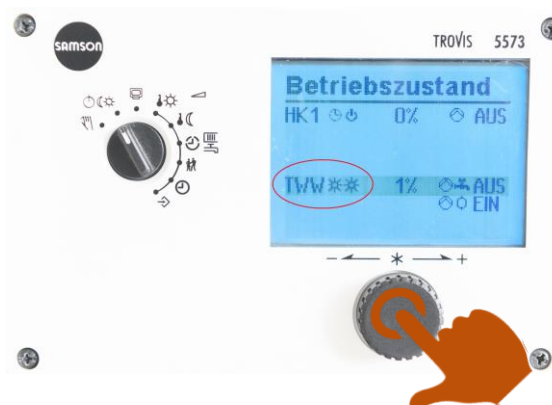 SAMSON
TROVIS 5573
Betriebszustand
HK1 0% AUS
TWW 1% AUS
EIN
- * +